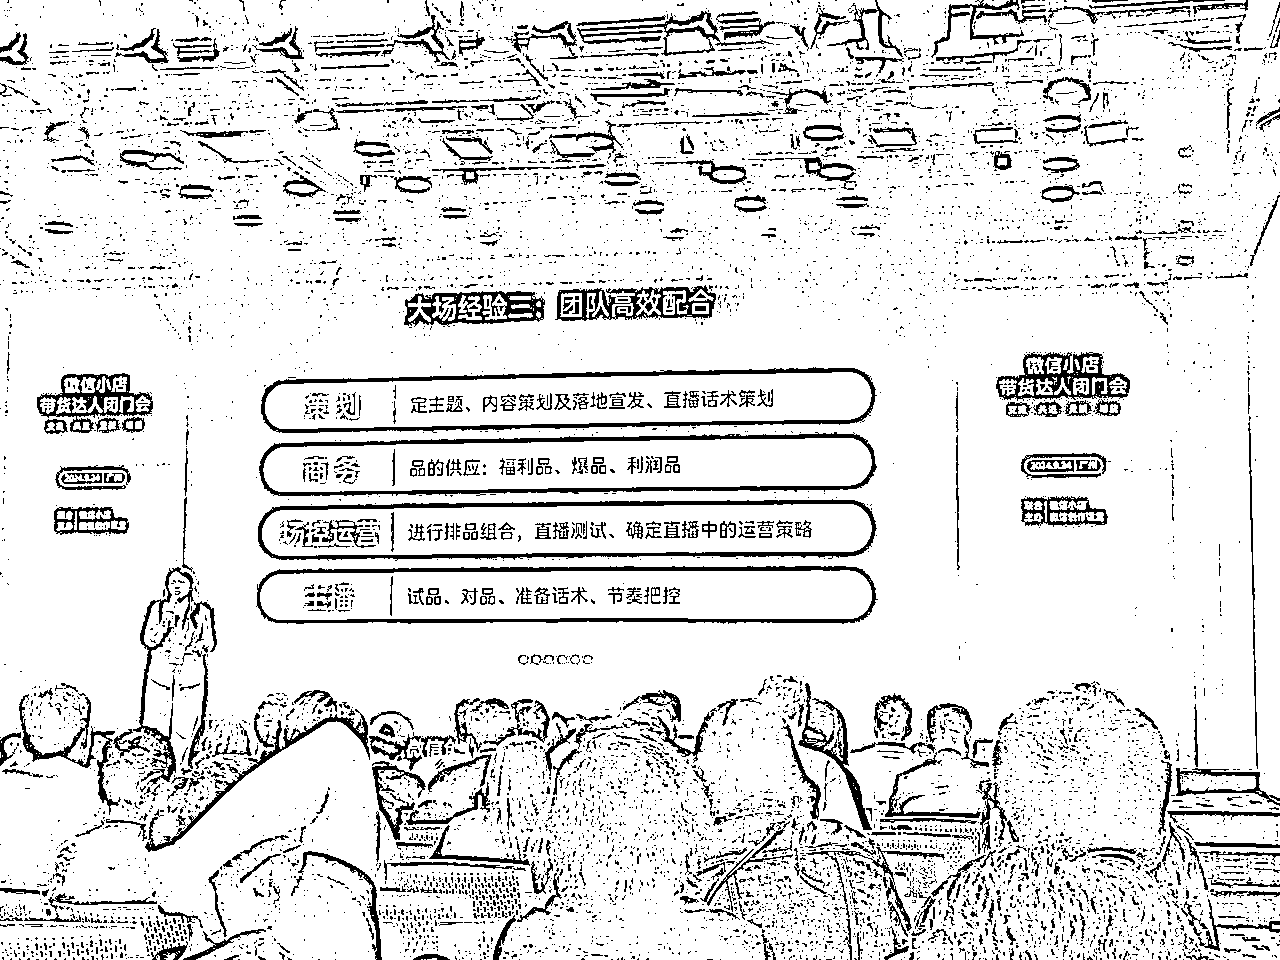 大场经验三：团队高效配合
微信小店
带货达人闭门会
策划 定主题、内容策划及落地宣发、直播话术策划
商务 品的供应：福利品、爆品、利润品
场控运营 进行排品组合，直播测试、确定直播中的运营策略
主播 试品、对品、准备话术、节奏把控
微信小店
带货达人闭门会